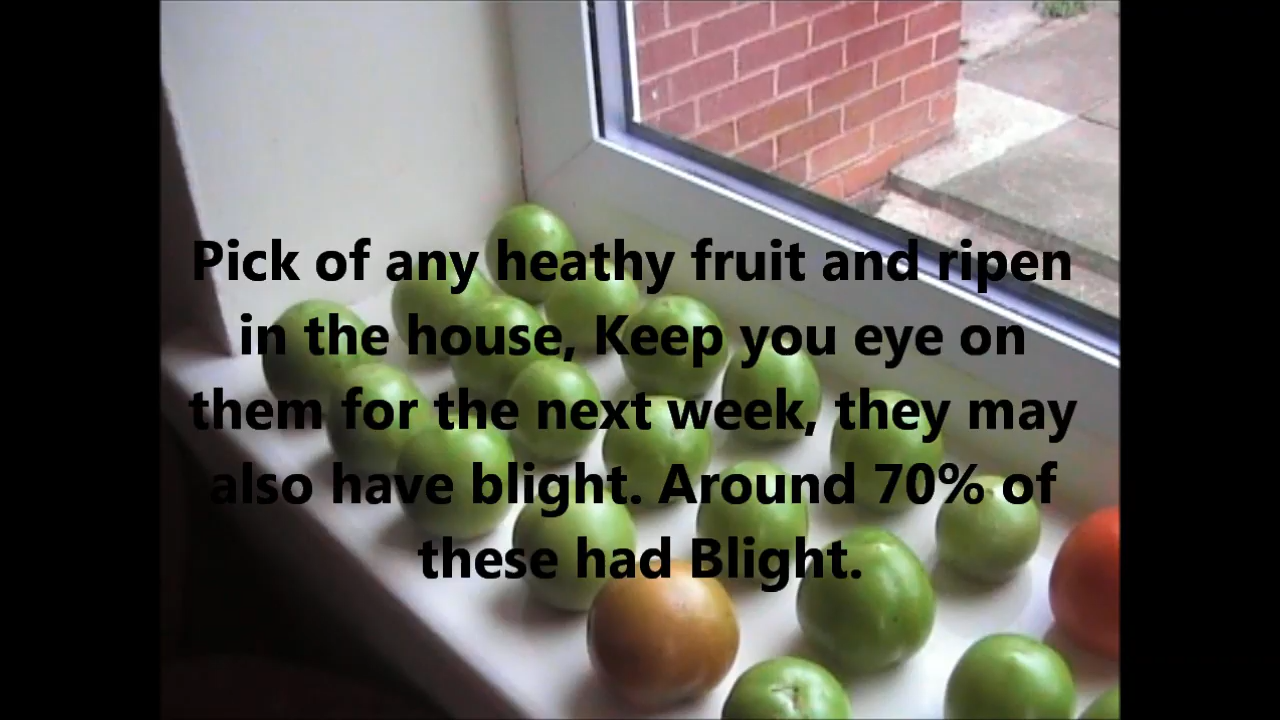 Pick of any heathy fruit and ripen
in the house, Keep you eye on
them for the next week, they may
also have blight. Around 70% of
these had Blight.